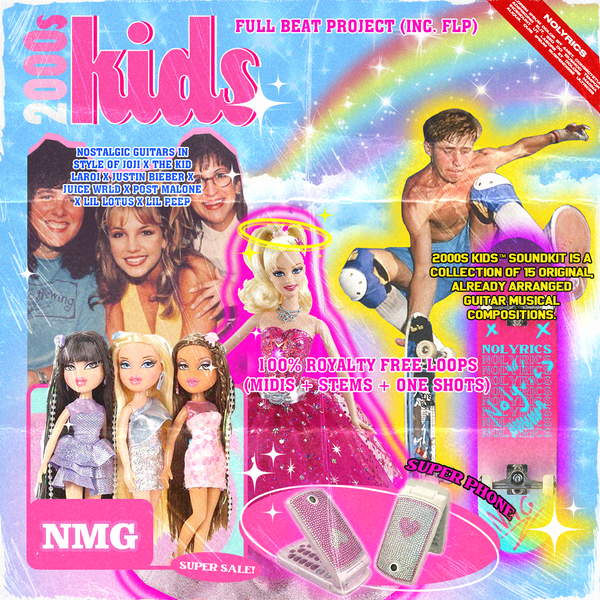 2000s
kids
FULL BEAT PROJECT (INC. FLP)
NOLYRICS
NOSTALGIC GUITARS IN
STYLE OF JOJI X THE KID
LAROI X JUSTIN BIEBER X
JUICE WRLD X POST MALONE
X LIL LOTUS X LIL PEEP
2000S KIDS™ SOUNDKIT IS A
COLLECTION OF 15 ORIGINAL,
ALREADY ARRANGED
GUITAR MUSICAL
COMPOSITIONS.
X X
NOLYRICS
100% ROYALTY FREE LOOPS
(MIDIS + STEMS + ONE SHOTS)
SUPER PHONE
NMG
SUPER SALE!